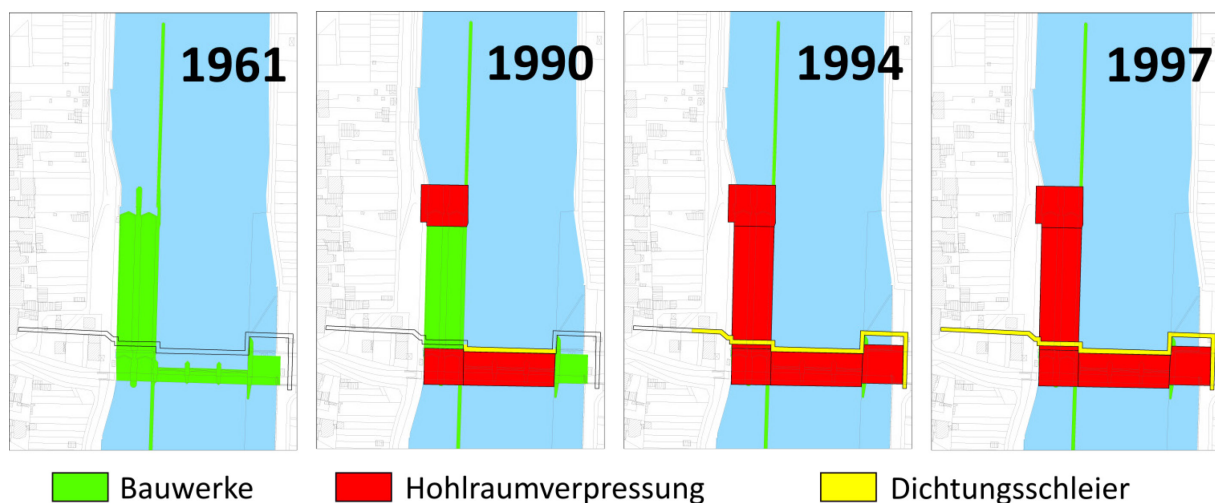 1961
1990
1994
1997
Bauwerke
Hohlraumverpressung
Dichtungsschleier